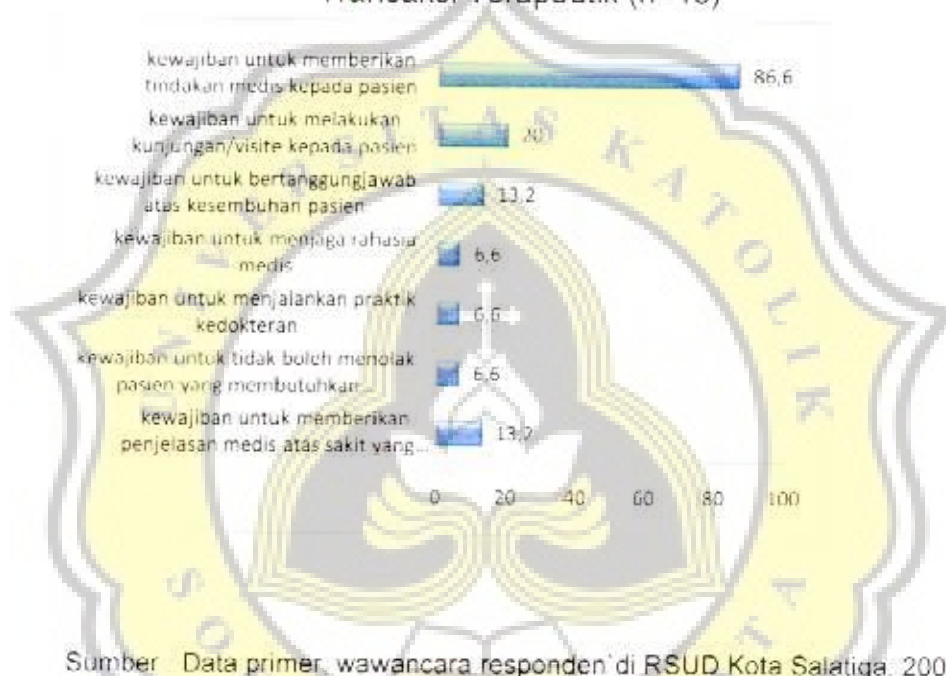 Transaksi Terapeutik
kewajiban untuk memberikan
tindakan medis kepada pasien
86,6
kewajiban untuk melakukan
kunjungan/visite kepada pasien
20
kewajiban untuk bertanggungjawab
atas kesembuhan pasien
13,2
kewajiban untuk menjaga rahasia
medis
6,6
kewajiban untuk menjalankan praktik
kedokteran
6,6
kewajiban untuk tidak boleh menolak
pasien yang membutuhkan...
6,6
kewajiban untuk memberikan
penjelasan medis atas sakit yang...
13,2
0 20 40 60 80 100
Sumber Data primer, wawancara responden di RSUD Kota Salatiga, 200